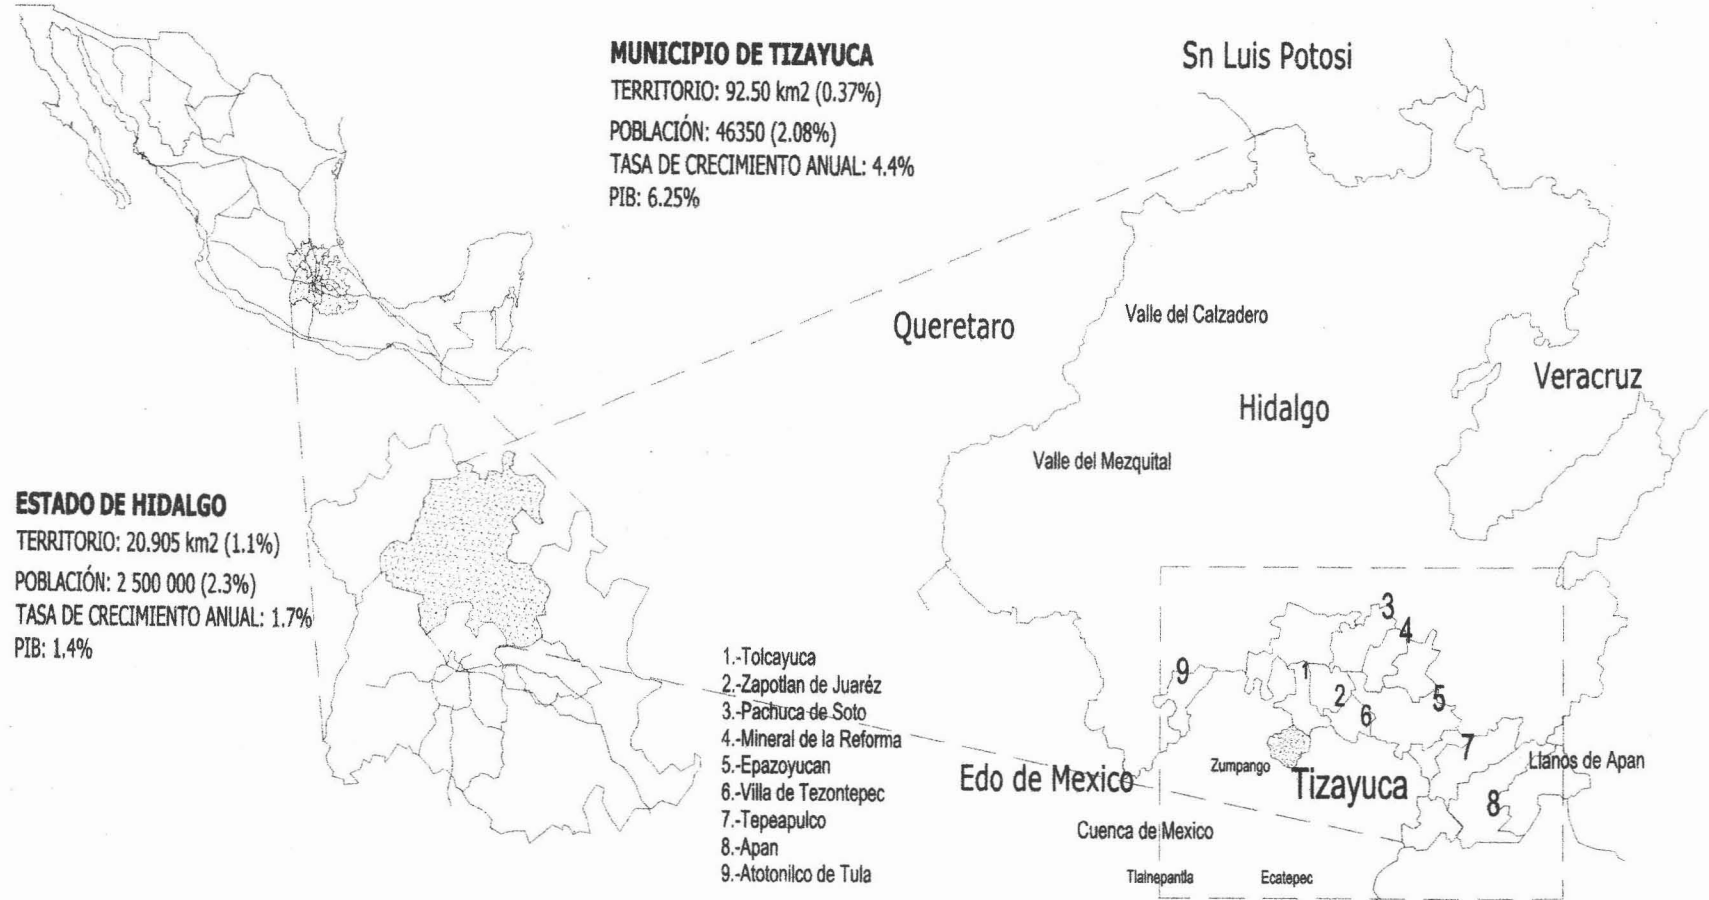 MUNICIPIO DE TIZAYUCA
TERRITORIO: 92.50 km2 (0.37%)
POBLACIÓN: 46350 (2.08%)
TASA DE CRECIMIENTO ANUAL: 4.4%
PIB: 6.25%
ESTADO DE HIDALGO
TERRITORIO: 20.905 km2 (1.1%)
POBLACIÓN: 2 500 000 (2.3%)
TASA DE CRECIMIENTO ANUAL: 1.7%
PIB: 1.4%
1.-Tolcayuca
2.-Zapotlan de Juaréz
3.-Pachuca de Soto
4.-Mineral de la Reforma
5.-Epazoyucan
6.-Villa de Tezontepec
7.-Tepeapulco
8.-Apan
9.-Atotonilco de Tula
Sn Luis Potosi
Queretaro
Valle del Calzadero
Veracruz
Hidalgo
Valle del Mezquital
3
4
9
1
2
5
6
7
Zumpango
Llanos de Apan
Edo de Mexico
Tizayuca
8
Cuenca de Mexico
Tlalnepantla
Ecatepec